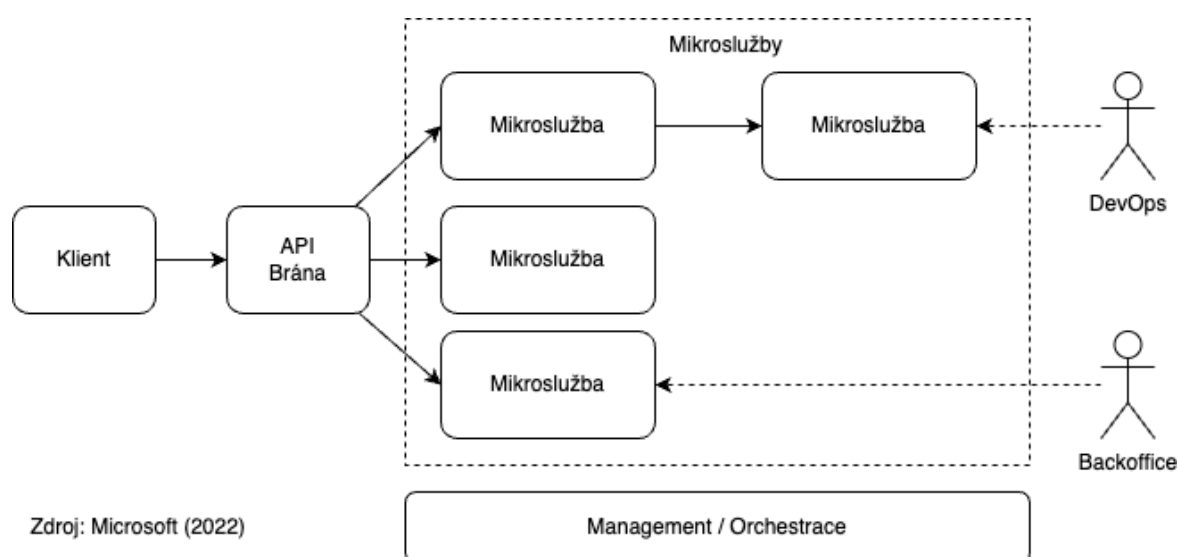 Mikroslužby
Mikroslužba
Mikroslužba
DevOps
Klient
API
Brána
Mikroslužba
Mikroslužba
Backoffice
Zdroj: Microsoft (2022)
Management / Orchestrace